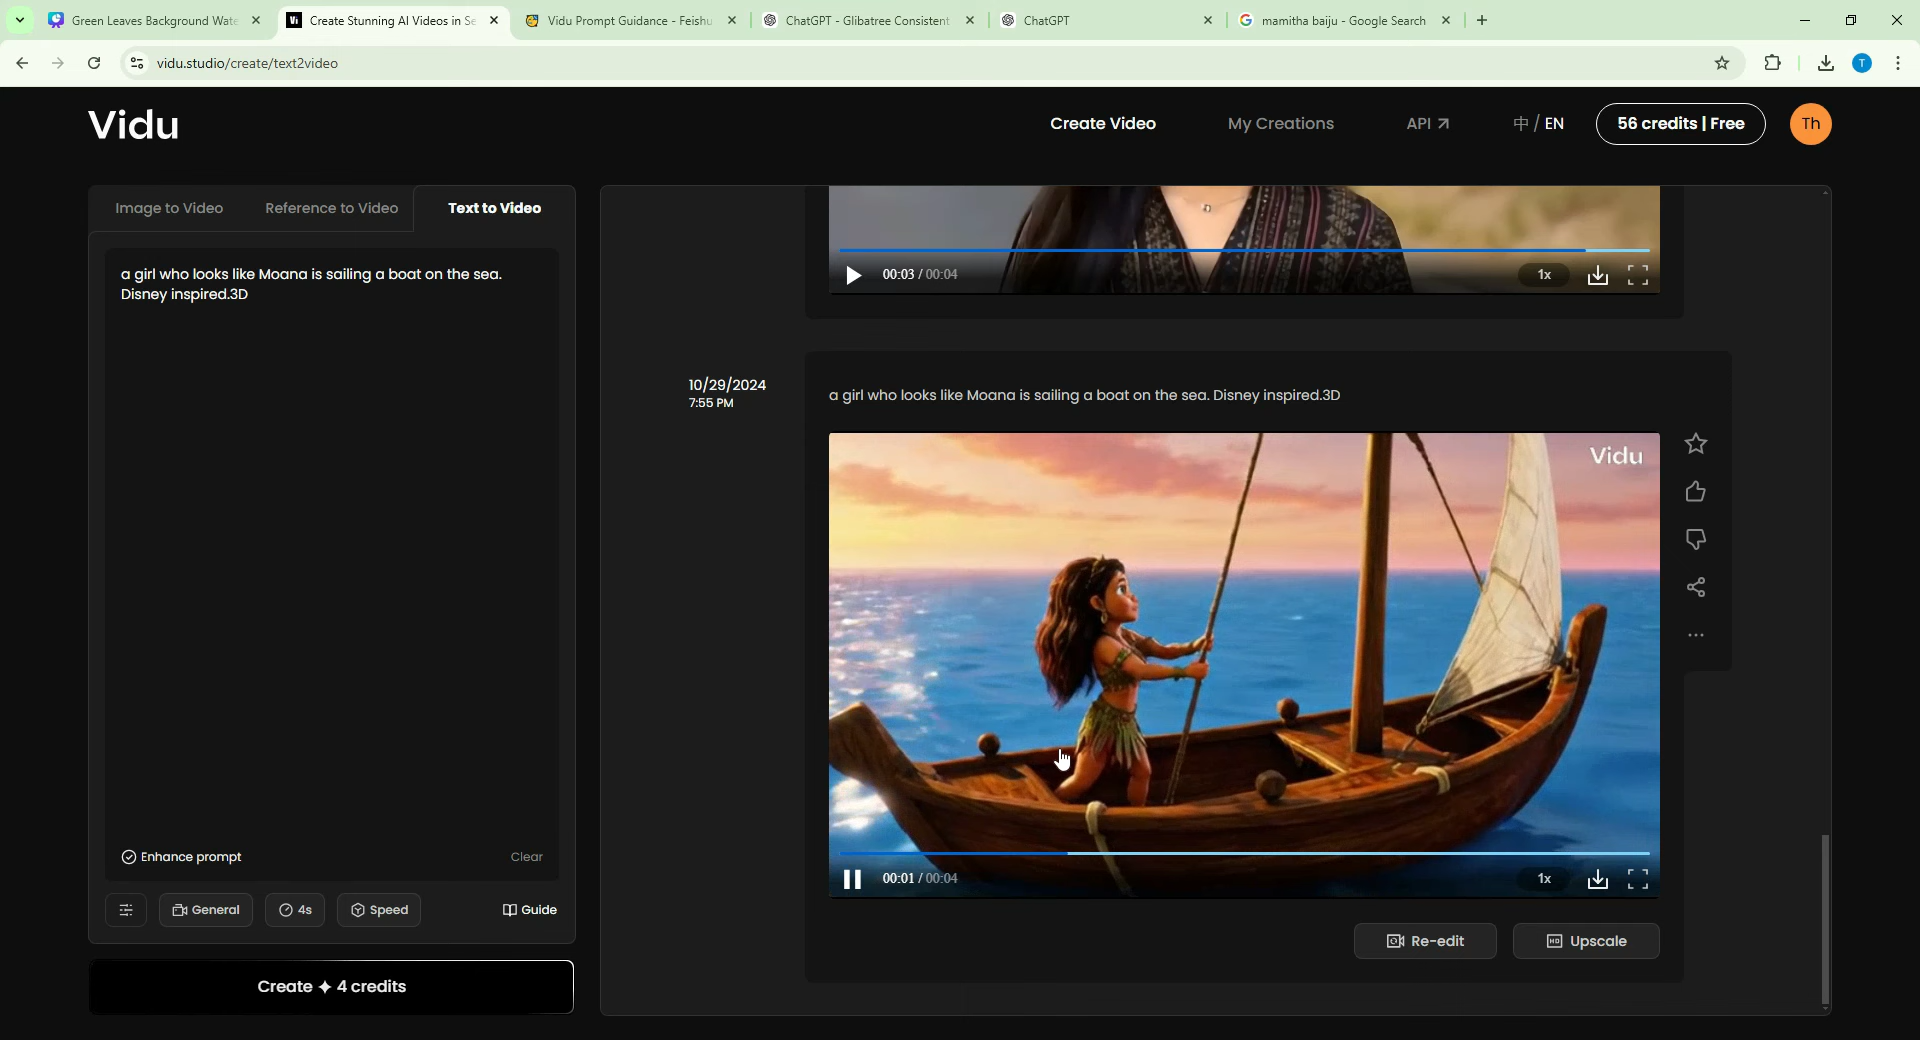 Green Leaves Background Wate
Create Stunning AI Videos in Se
Vidu Prompt Guidance - Feishu
ChatGPT - Glibatree Consistent
ChatGPT
mamitha baiju - Google Search
vidu.studio/create/text2video
T
Vidu
Create Video
My Creations
API
中 / EN
56 credits | Free
Th
Image to Video
Reference to Video
Text to Video
a girl who looks like Moana is sailing a boat on the sea.
Disney inspired.3D
Enhance prompt
Clear
General
4s
Speed
Guide
Create ✦ 4 credits
00:03 / 00:04
1x
10/29/2024
7:55 PM
a girl who looks like Moana is sailing a boat on the sea. Disney inspired.3D
Vidu
00:01 / 00:04
1x
Re-edit
HD Upscale